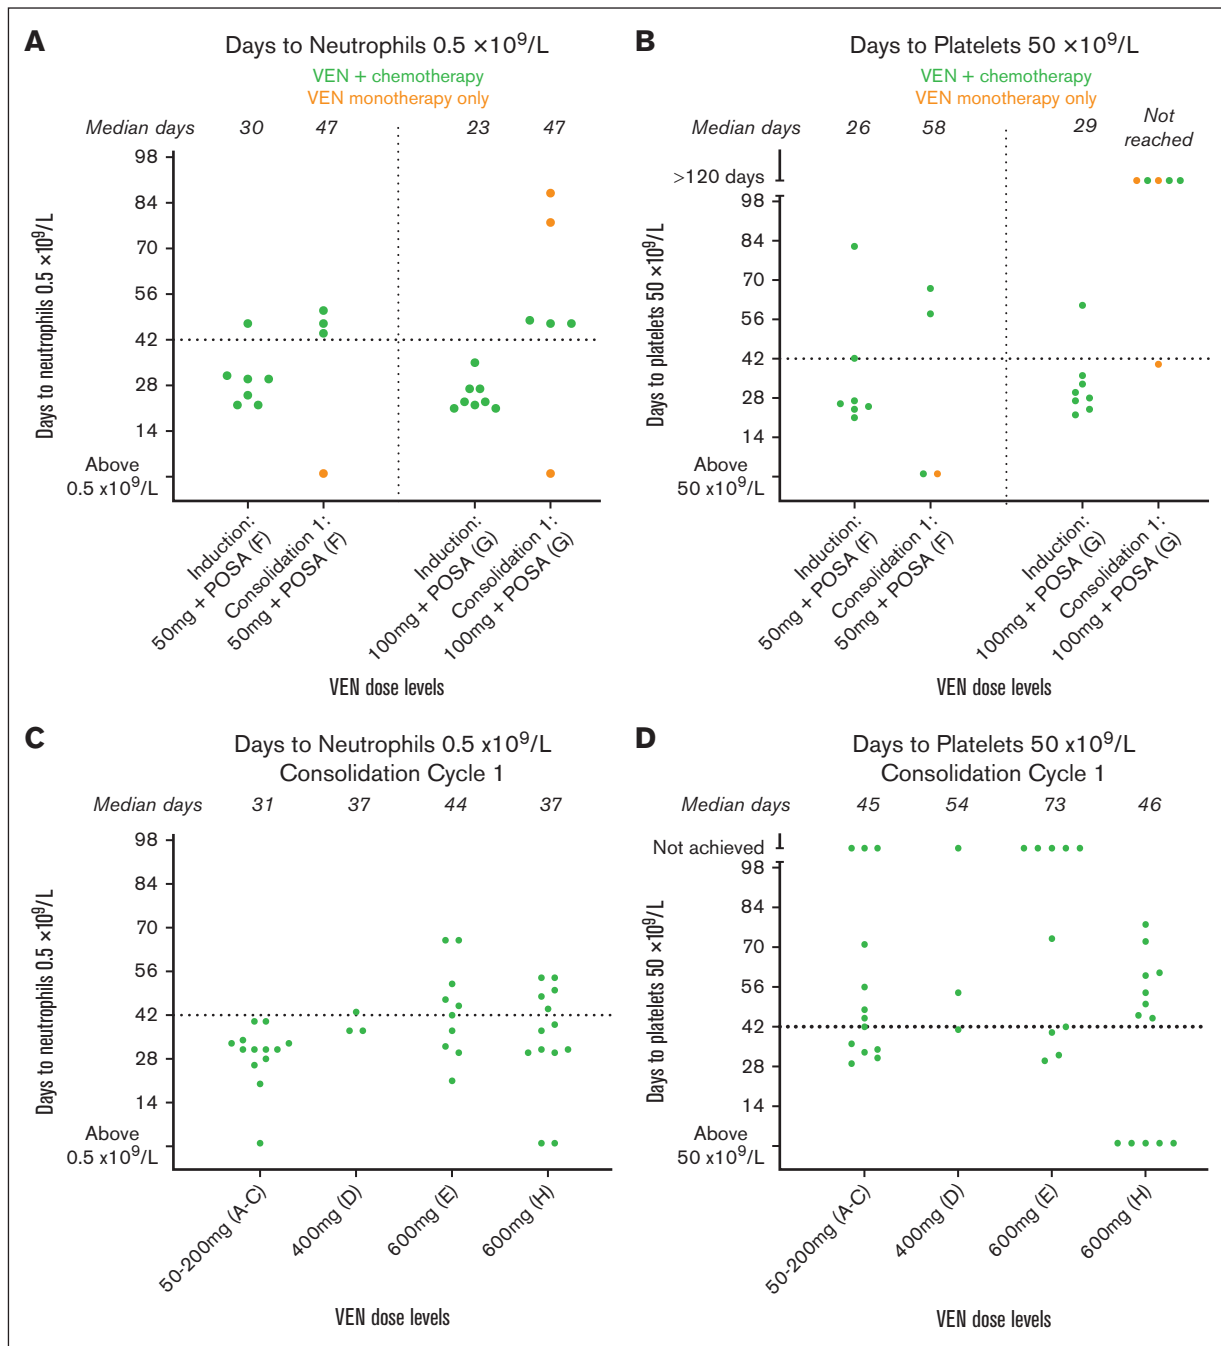 A
Days to Neutrophils 0.5 ×10⁹/L
VEN + chemotherapy
VEN monotherapy only
Median days 30 47 23 47
98
84
70
56
42
28
14
Above
0.5 x10⁹/L
Days to neutrophils 0.5 ×10⁹/L
Induction:
50mg + POSA (F)
Consolidation 1:
50mg + POSA (F)
Induction:
100mg + POSA (G)
Consolidation 1:
100mg + POSA (G)
VEN dose levels
B
Days to Platelets 50 ×10⁹/L
VEN + chemotherapy
VEN monotherapy only
Median days 26 58 29 Not
reached
>120 days
98
84
70
56
42
28
14
Above
50 x10⁹/L
Days to platelets 50 ×10⁹/L
Induction:
50mg + POSA (F)
Consolidation 1:
50mg + POSA (F)
Induction:
100mg + POSA (G)
Consolidation 1:
100mg + POSA (G)
VEN dose levels
C
Days to Neutrophils 0.5 x10⁹/L
Consolidation Cycle 1
Median days 31 37 44 37
98
84
70
56
42
28
14
Above
0.5 x10⁹/L
Days to neutrophils 0.5 ×10⁹/L
50-200mg (A-C)
400mg (D)
600mg (E)
600mg (H)
VEN dose levels
D
Days to Platelets 50 x10⁹/L
Consolidation Cycle 1
Median days 45 54 73 46
Not achieved
98
84
70
56
42
28
14
Above
50 x10⁹/L
Days to platelets 50 ×10⁹/L
50-200mg (A-C)
400mg (D)
600mg (E)
600mg (H)
VEN dose levels